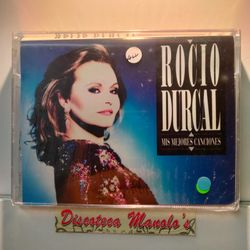 ROCIO
DURCAL
MIS MEJORES CANCIONES
Discoteca Manolo's